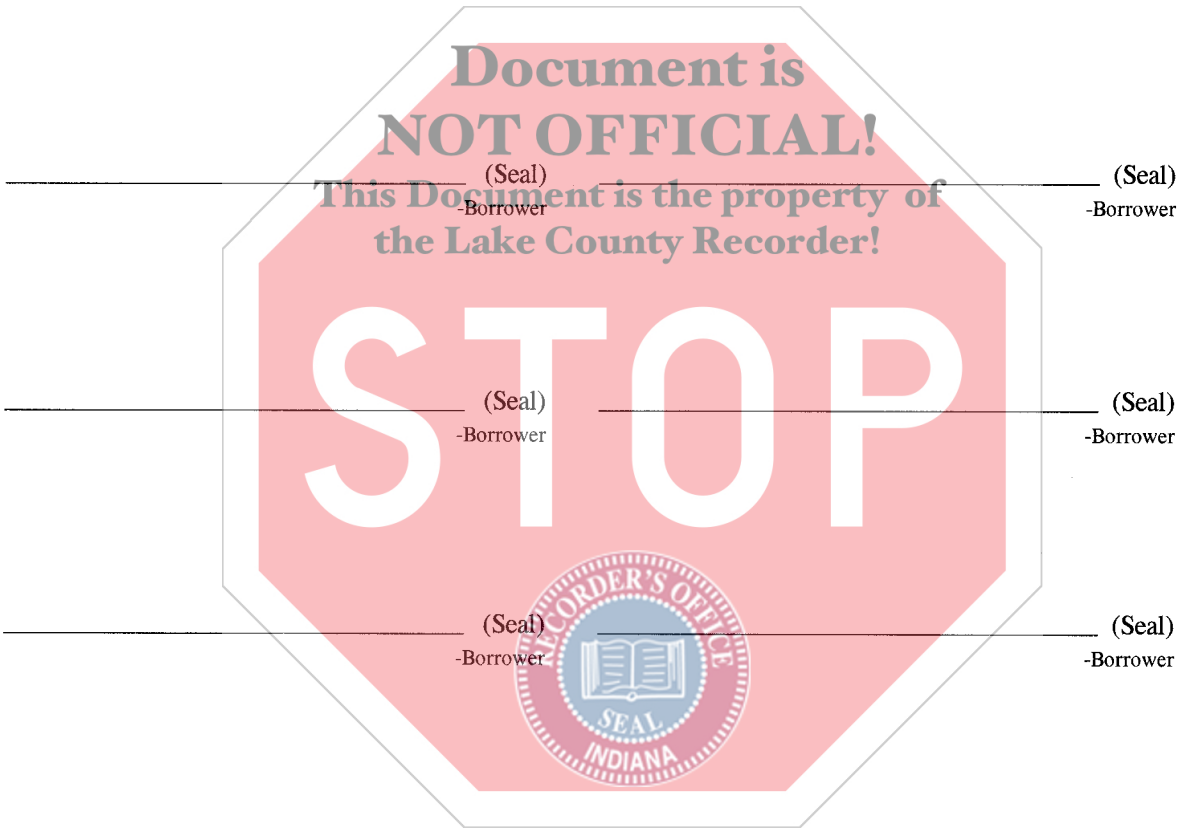 Document is
NOT OFFICIAL!
(Seal) (Seal)
This Document is the property of
-Borrower -Borrower
the Lake County Recorder!
STOP
(Seal) (Seal)
-Borrower -Borrower
RECORDER'S OFFICE
(Seal) (Seal)
-Borrower -Borrower
SEAL
INDIANA